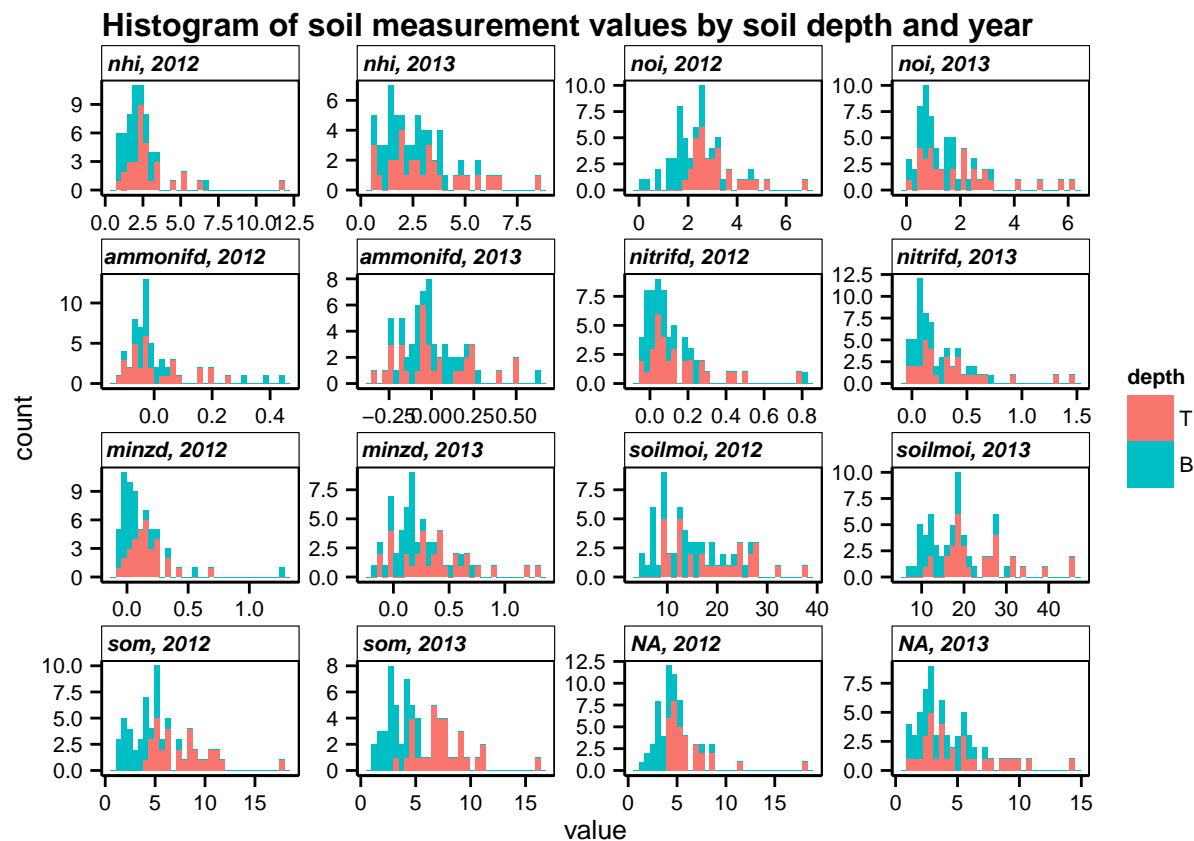 Histogram of soil measurement values by soil depth and year
nhi, 2012 nhi, 2013 noi, 2012 noi, 2013
9 6 3 0
6 4 2 0
10.0 7.5 5.0 2.5 0.0
10.0 7.5 5.0 2.5 0.0
0.0 2.5 5.0 7.5 10.0 12.5
0.0 2.5 5.0 7.5
2 4 6
0 2 4 6
ammonifd, 2012 ammonifd, 2013 nitrifd, 2012 nitrifd, 2013
10 5 0
8 6 4 2 0
7.5 5.0 2.5 0.0
12.5 10.0 7.5 5.0 2.5 0.0
0.0 0.2 0.4
−0.25 0.00 0.25 0.50
0.0 0.2 0.4 0.6 0.8
0.0 0.5 1.0 1.5
minzd, 2012 minzd, 2013 soilmoi, 2012 soilmoi, 2013
9 6 3 0
7.5 5.0 2.5 0.0
7.5 5.0 2.5 0.0
10.0 7.5 5.0 2.5 0.0
0.0 0.5 1.0
0.0 0.5 1.0
10 20 30 40
10 20 30 40
som, 2012 som, 2013 NA, 2012 NA, 2013
10.0 7.5 5.0 2.5 0.0
8 6 4 2 0
12.5 10.0 7.5 5.0 2.5 0.0
7.5 5.0 2.5 0.0
0 5 10 15
0 5 10 15
0 5 10 15
0 5 10 15
value
count
depth
T
B